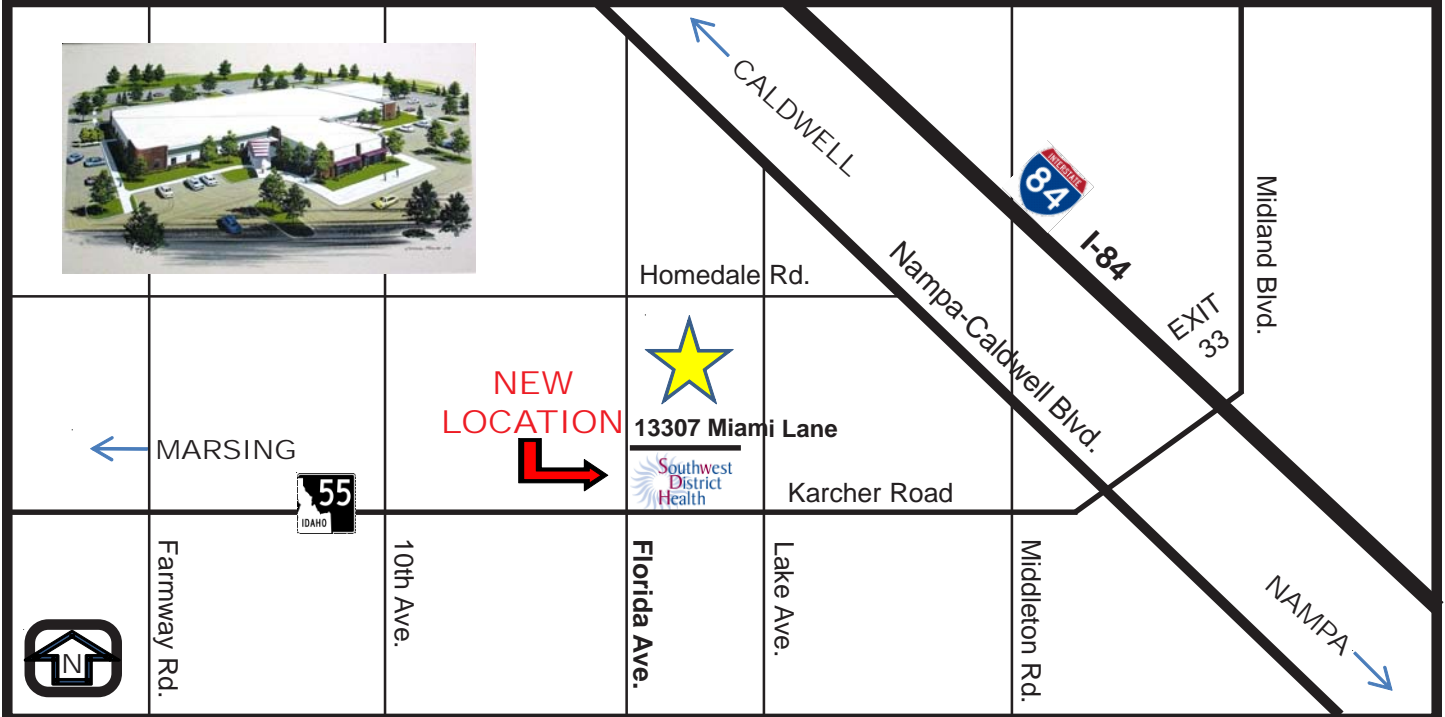 CALDWELL
INTERSTATE
84
I-84
Midland Blvd.
EXIT
33
Homedale Rd.
Nampa-Caldwell Blvd.
NEW
LOCATION
13307 Miami Lane
MARSING
Southwest
District
Health
Karcher Road
55
IDAHO
Farmway Rd.
10th Ave.
Florida Ave.
Lake Ave.
Middleton Rd.
NAMPA
N